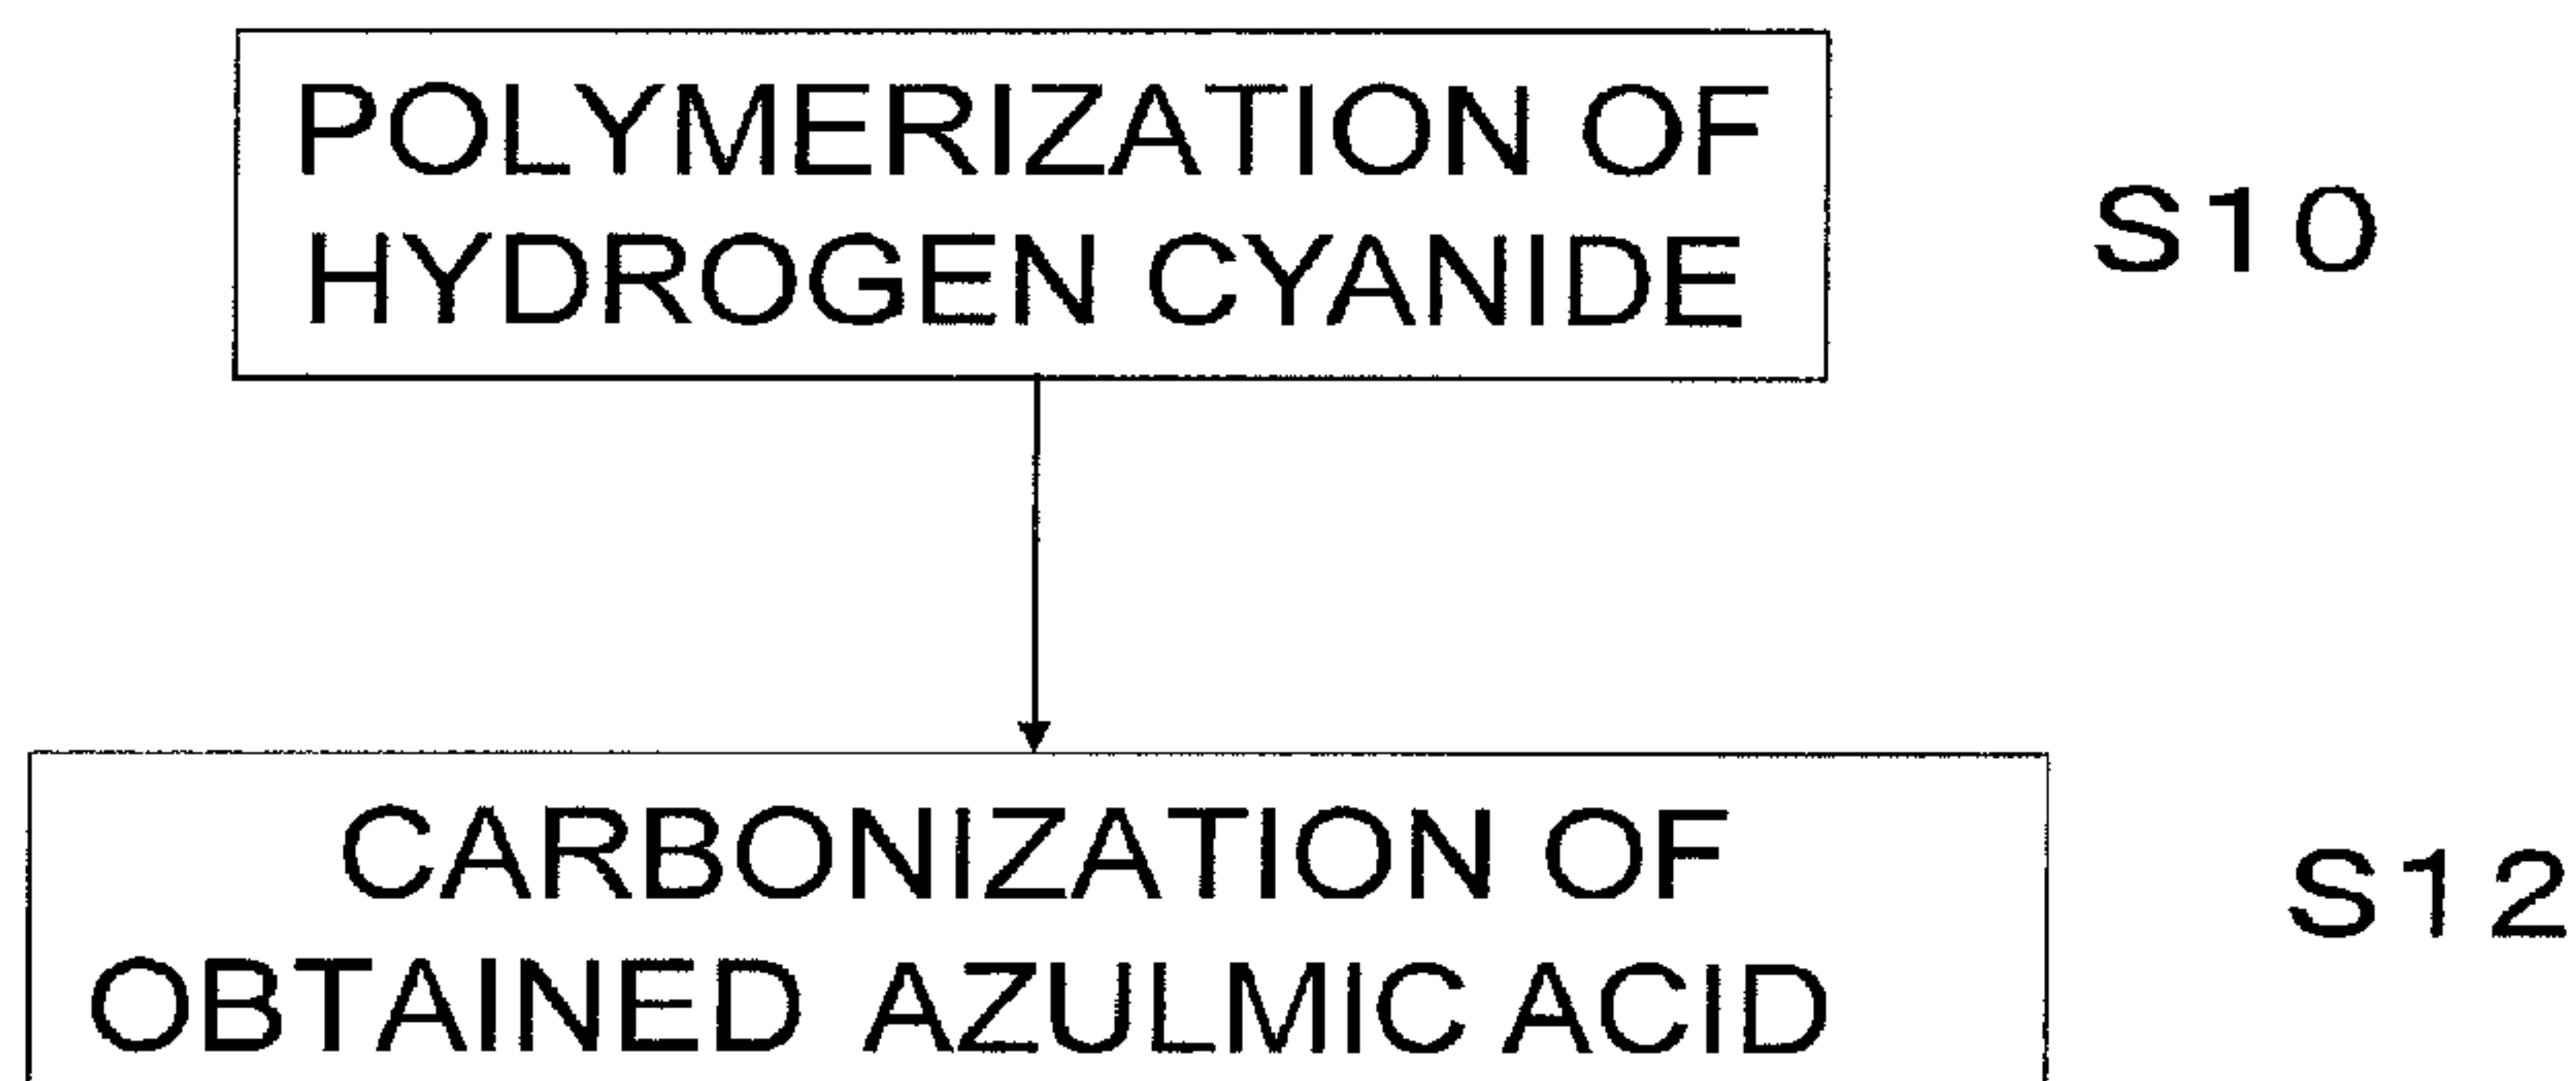 POLYMERIZATION OF
HYDROGEN CYANIDE
S10
CARBONIZATION OF
OBTAINED AZULMIC ACID
S12